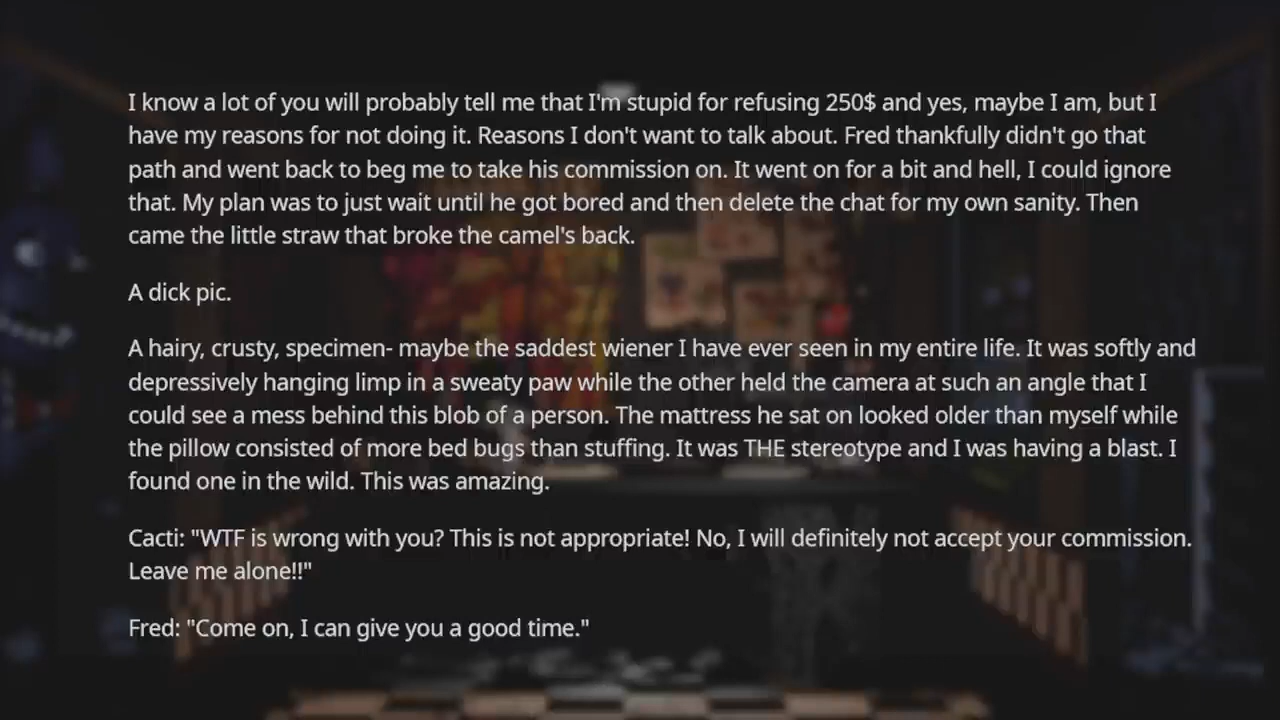 I know a lot of you will probably tell me that I'm stupid for refusing 250$ and yes, maybe I am, but I
have my reasons for not doing it. Reasons I don't want to talk about. Fred thankfully didn't go that
path and went back to beg me to take his commission on. It went on for a bit and hell, I could ignore
that. My plan was to just wait until he got bored and then delete the chat for my own sanity. Then
came the little straw that broke the camel's back.
A dick pic.
A hairy, crusty, specimen- maybe the saddest wiener I have ever seen in my entire life. It was softly and
depressively hanging limp in a sweaty paw while the other held the camera at such an angle that I
could see a mess behind this blob of a person. The mattress he sat on looked older than myself while
the pillow consisted of more bed bugs than stuffing. It was THE stereotype and I was having a blast. I
found one in the wild. This was amazing.
Cacti: "WTF is wrong with you? This is not appropriate! No, I will definitely not accept your commission.
Leave me alone!!"
Fred: "Come on, I can give you a good time."